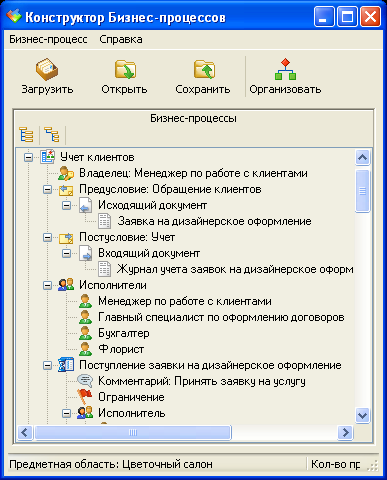 Конструктор Бизнес-процессов
Бизнес-процесс Справка
Загрузить Открыть Сохранить Организовать
Бизнес-процессы
Учет клиентов
Владелец: Менеджер по работе с клиентами
Предусловие: Обращение клиентов
Исходящий документ
Заявка на дизайнерское оформление
Постусловие: Учет
Входящий документ
Журнал учета заявок на дизайнерское оформ
Исполнители
Менеджер по работе с клиентами
Главный специалист по оформлению договоров
Бухгалтер
Флорист
Поступление заявки на дизайнерское оформление
Комментарий: Принять заявку на услугу
Ограничение
Исполнитель
Предметная область: Цветочный салон Кол-во пр